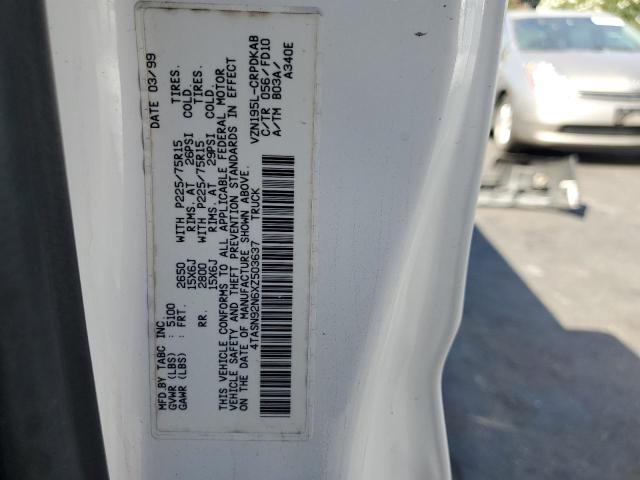 MFD.BY TABC INC DATE 03/99
GVWR (LBS) : 5100
GAWR (LBS) : FRT. 2650 WITH P225/75R15 TIRES.
15X6J RIMS. AT 26PSI COLD.
RR. 2800 WITH P225/75R15 TIRES.
15X6J RIMS. AT 29PSI COLD.
THIS VEHICLE CONFORMS TO ALL APPLICABLE FEDERAL MOTOR
VEHICLE SAFETY AND THEFT PREVENTION STANDARDS IN EFFECT
ON THE DATE OF MANUFACTURE SHOWN ABOVE.
4TASN92N6XZ503637 TRUCK VZN195L-CRPDKAB
C/TR 056/FD10
A/TM B03A/
A340E